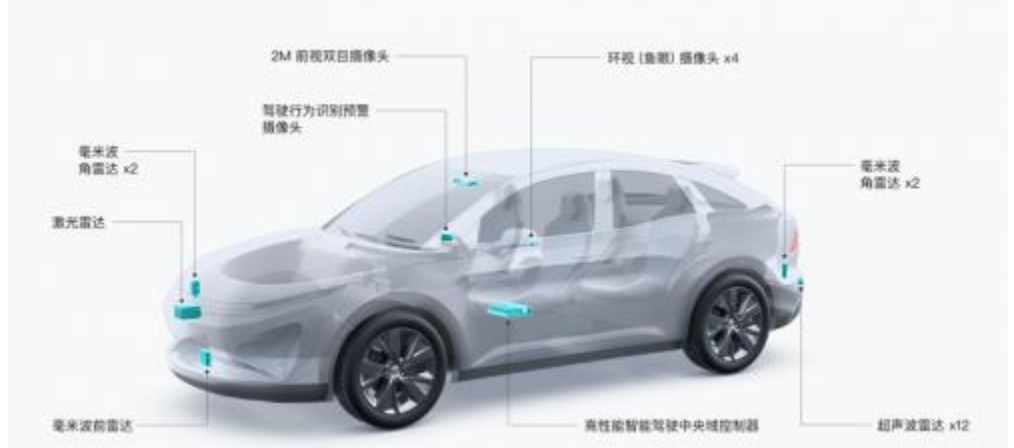 2M 前视双目摄像头
环视 (鱼眼) 摄像头 x4
驾驶行为识别预警
摄像头
毫米波
角雷达 x2
毫米波
角雷达 x2
激光雷达
毫米波前雷达
高性能智能驾驶中央域控制器
超声波雷达 x12